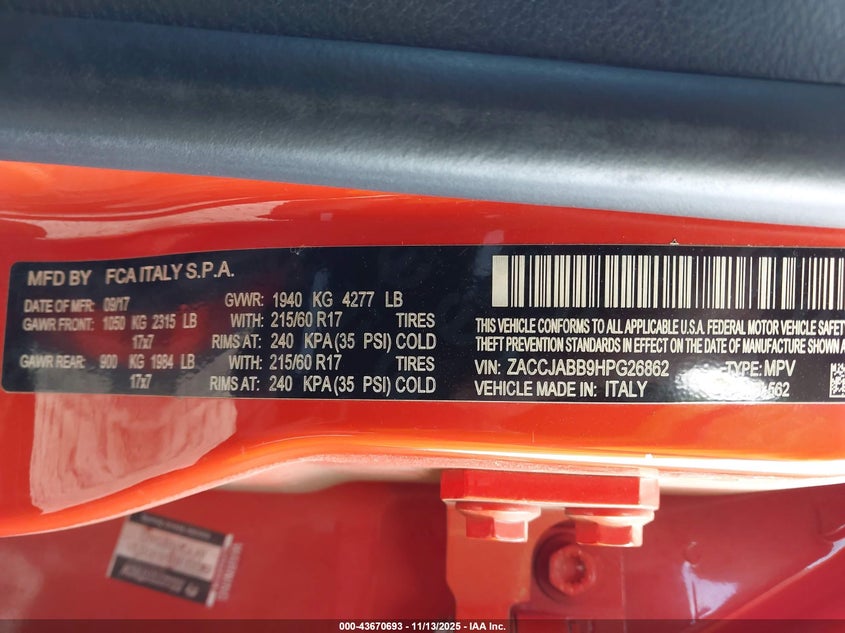 MFD BY FCA ITALY S.P.A.
DATE OF MFR: 09/17 GVWR: 1940 KG 4277 LB
GAWR FRONT: 1050 KG 2315 LB WITH: 215/60 R17 TIRES
17x7 RIMS AT: 240 KPA(35 PSI) COLD
GAWR REAR: 900 KG 1984 LB WITH: 215/60 R17 TIRES
17x7 RIMS AT: 240 KPA(35 PSI) COLD
THIS VEHICLE CONFORMS TO ALL APPLICABLE U.S.A. FEDERAL MOTOR VEHICLE SAFETY
THEFT PREVENTION STANDARDS IN EFFECT ON THE DATE OF MANUFACTURE SHOWN A
VIN: ZACCJABB9HPG26862 TYPE: MPV
VEHICLE MADE IN: ITALY 562
000-43670693 - 11/13/2025 - IAA Inc.